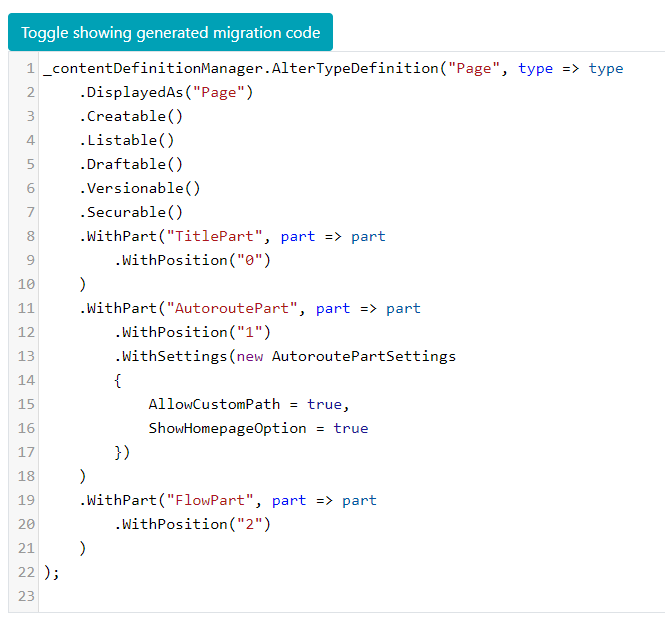 Toggle showing generated migration code
1 _contentDefinitionManager.AlterTypeDefinition("Page", type => type
2     .DisplayedAs("Page")
3     .Creatable()
4     .Listable()
5     .Draftable()
6     .Versionable()
7     .Securable()
8     .WithPart("TitlePart", part => part
9         .WithPosition("0")
10     )
11     .WithPart("AutoroutePart", part => part
12         .WithPosition("1")
13         .WithSettings(new AutoroutePartSettings
14         {
15             AllowCustomPath = true,
16             ShowHomepageOption = true
17         })
18     )
19     .WithPart("FlowPart", part => part
20         .WithPosition("2")
21     )
22 );
23